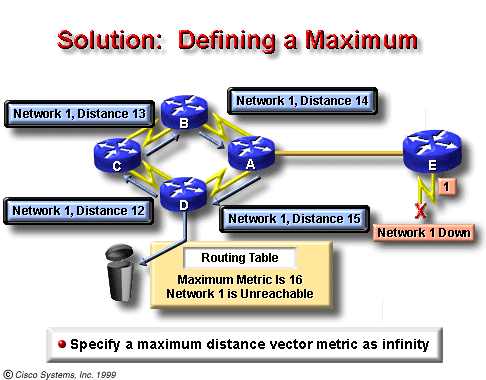 Solution: Defining a Maximum
Network 1, Distance 13
Network 1, Distance 14
B
C
A
E
1
D
X
Network 1, Distance 12
Network 1, Distance 15
Network 1 Down
Routing Table
Maximum Metric Is 16
Network 1 is Unreachable
Specify a maximum distance vector metric as infinity
© Cisco Systems, Inc. 1999